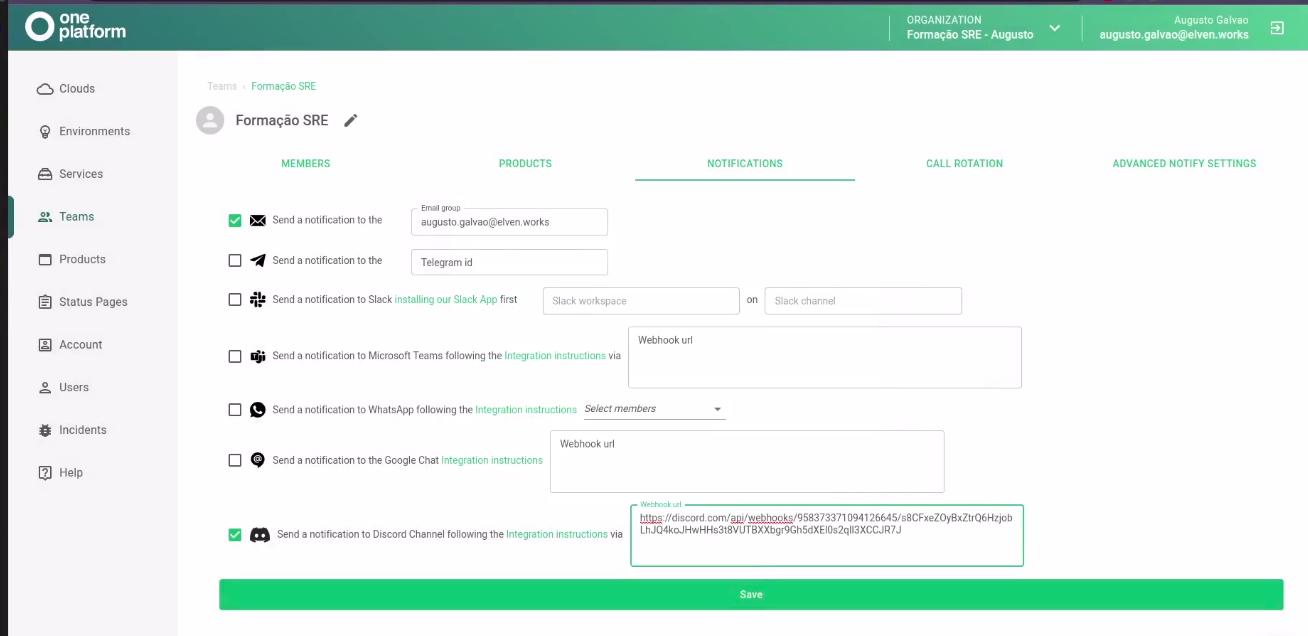 one
platform
ORGANIZATION
Formação SRE - Augusto
Augusto Galvao
augusto.galvao@elven.works
Clouds
Environments
Services
Teams
Products
Status Pages
Account
Users
Incidents
Help
Teams ‹ Formação SRE
Formação SRE
MEMBERS
PRODUCTS
NOTIFICATIONS
CALL ROTATION
ADVANCED NOTIFY SETTINGS
Send a notification to the
Email group
augusto.galvao@elven.works
Send a notification to the
Telegram id
Send a notification to Slack installing our Slack App first
Slack workspace
on
Slack channel
Send a notification to Microsoft Teams following the Integration instructions via
Webhook url
Send a notification to WhatsApp following the Integration instructions
Select members
Send a notification to the Google Chat Integration instructions
Webhook url
Send a notification to Discord Channel following the Integration instructions via
Webhook url
https://discord.com/api/webhooks/958373371094126645/s8CFxeZOyBxZtrQ6Hzjob
LhJQ4koJHwHHs3t8VUTBXXbgr9Gh5dXEl0s2qlI3XCCJR7J
Save